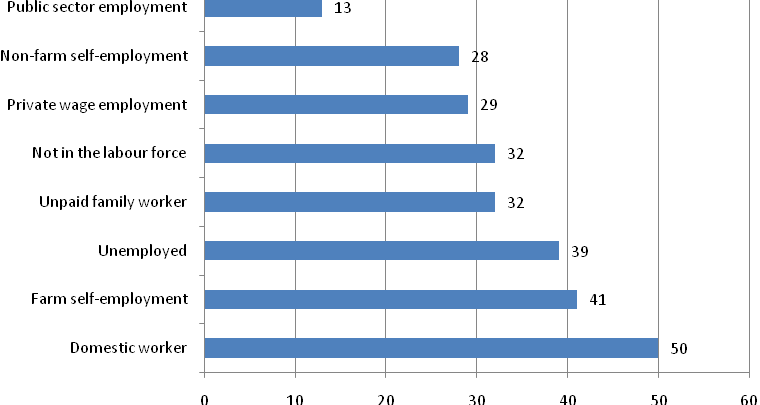 Public sector employment 13
Non-farm self-employment 28
Private wage employment 29
Not in the labour force 32
Unpaid family worker 32
Unemployed 39
Farm self-employment 41
Domestic worker 50
0 10 20 30 40 50 60